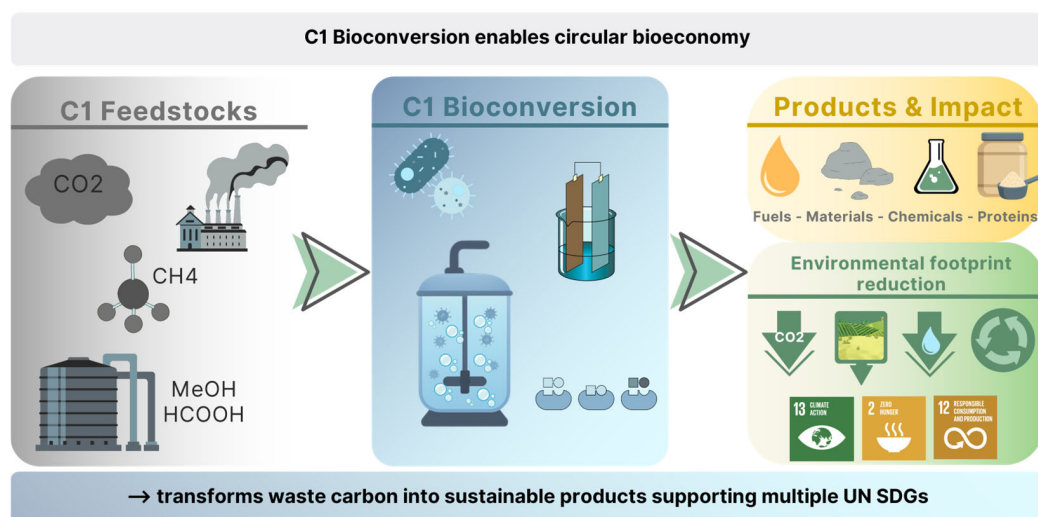 C1 Bioconversion enables circular bioeconomy
C1 Feedstocks
CO2
CH4
MeOH
HCOOH
C1 Bioconversion
Products & Impact
Fuels - Materials - Chemicals - Proteins
Environmental footprint
reduction
CO2
13 CLIMATE
ACTION
2 ZERO
HUNGER
12 RESPONSIBLE
CONSUMPTION
AND PRODUCTION
→ transforms waste carbon into sustainable products supporting multiple UN SDGs